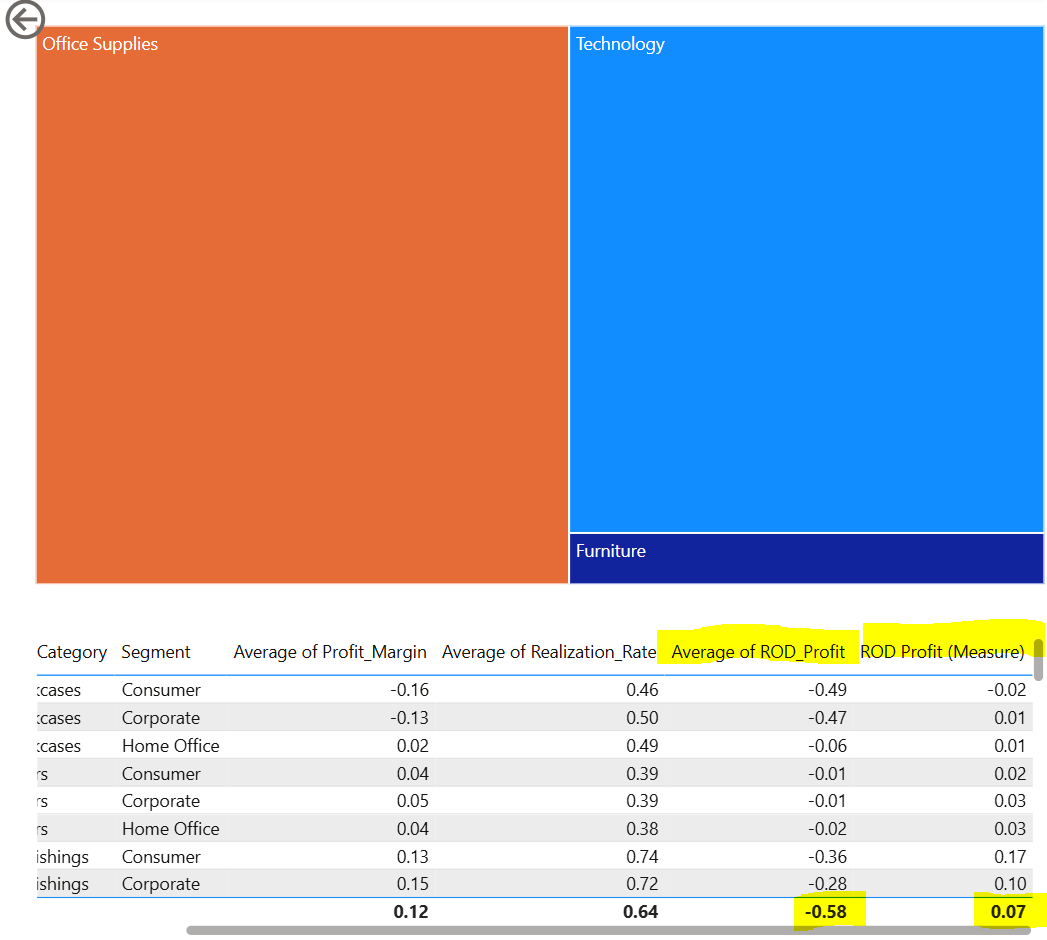 Office Supplies
Technology
Furniture
Category Segment Average of Profit_Margin Average of Realization_Rate Average of ROD_Profit ROD Profit (Measure)
kcases Consumer -0.16 0.46 -0.49 -0.02
kcases Corporate -0.13 0.50 -0.47 0.01
kcases Home Office 0.02 0.49 -0.06 0.01
rs Consumer 0.04 0.39 -0.01 0.02
rs Corporate 0.05 0.39 -0.01 0.03
rs Home Office 0.04 0.38 -0.02 0.03
ishings Consumer 0.13 0.74 -0.36 0.17
ishings Corporate 0.15 0.72 -0.28 0.10
0.12 0.64 -0.58 0.07